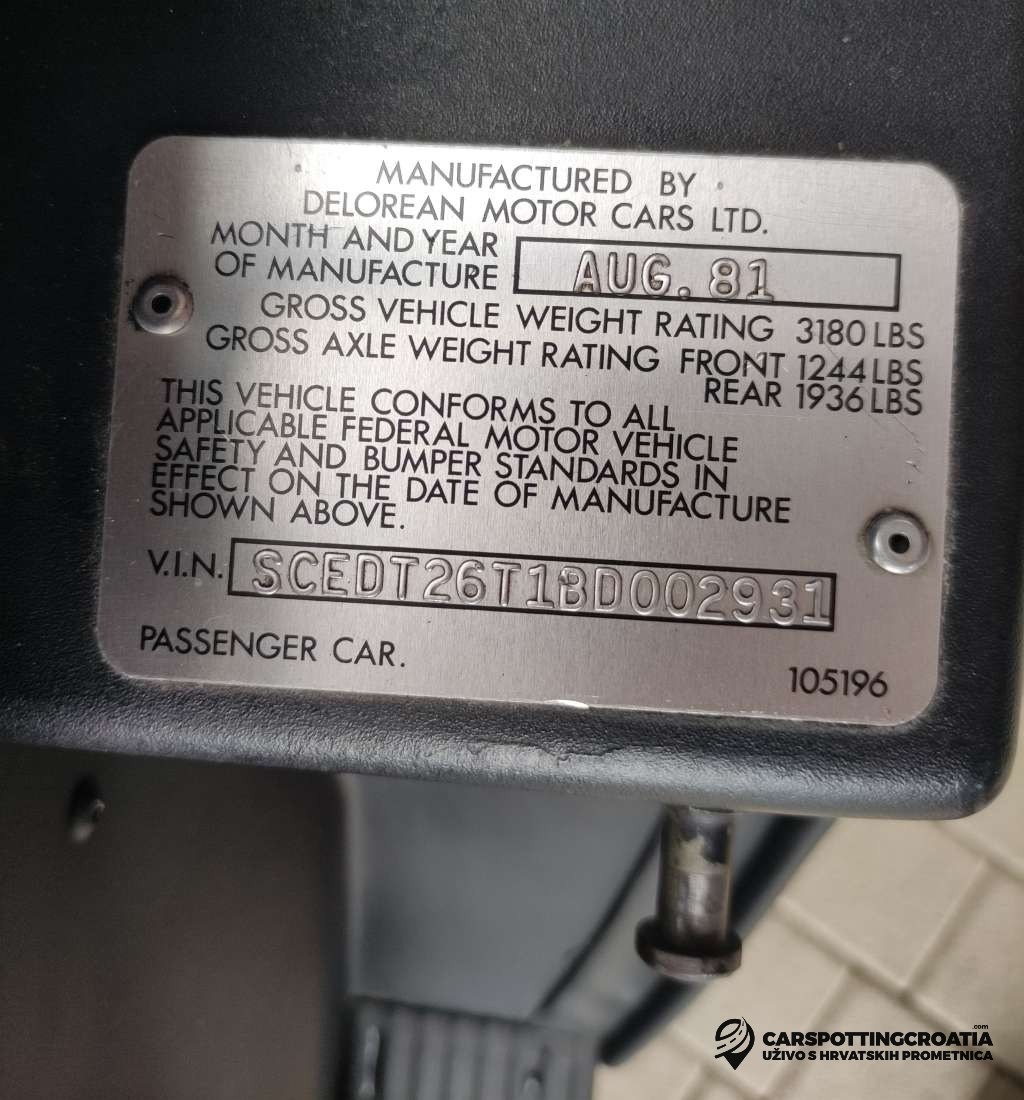 MANUFACTURED BY
DELOREAN MOTOR CARS LTD.
MONTH AND YEAR
OF MANUFACTURE AUG. 81
GROSS VEHICLE WEIGHT RATING 3180 LBS
GROSS AXLE WEIGHT RATING FRONT 1244 LBS
REAR 1936 LBS
THIS VEHICLE CONFORMS TO ALL
APPLICABLE FEDERAL MOTOR VEHICLE
SAFETY AND BUMPER STANDARDS IN
EFFECT ON THE DATE OF MANUFACTURE
SHOWN ABOVE.
V.I.N. SCEDT26T1BD002931
PASSENGER CAR.
105196
.com
CARSPOTTINGCROATIA
UŽIVO S HRVATSKIH PROMETNICA